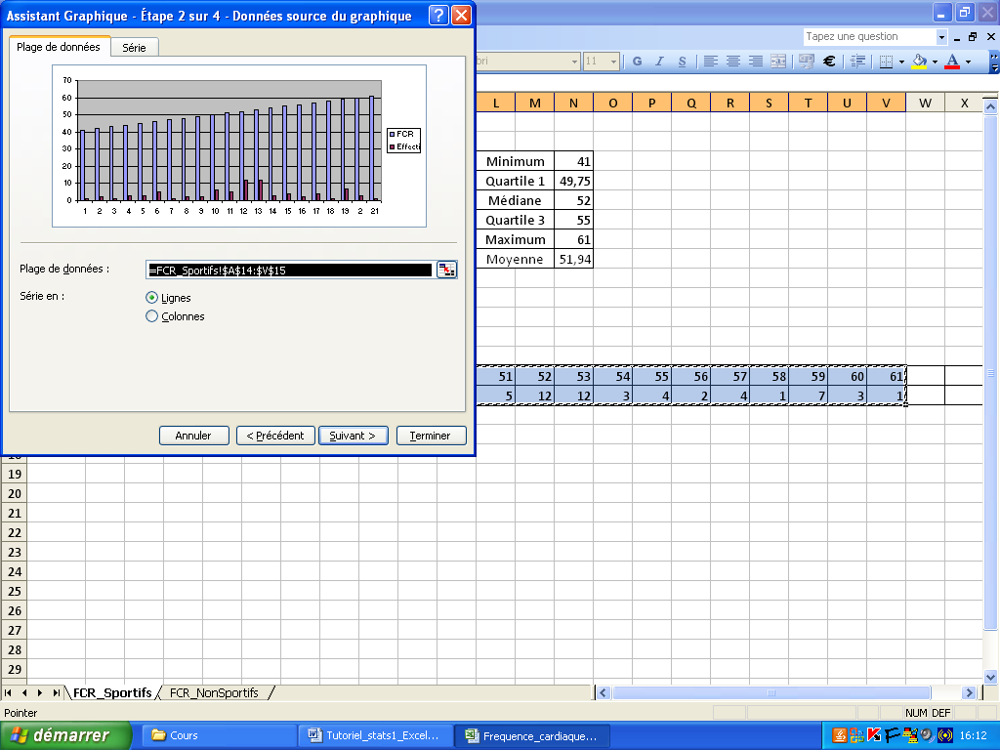 Assistant Graphique - Étape 2 sur 4 - Données source du graphique
Plage de données
Série
70
60
50
40
30
20
10
0
1 2 3 4 5 6 7 8 9 10 11 12 13 14 15 16 17 18 19 2 21
FCR
Effecti
Plage de données :
=FCR_Sportifs!$A$14:$V$15
Série en :
Lignes
Colonnes
Annuler
< Précédent
Suivant >
Terminer
Tapez une question
11
G I S
€
A
L M N O P Q R S T U V W X
Minimum 41
Quartile 1 49,75
Médiane 52
Quartile 3 55
Maximum 61
Moyenne 51,94
51 52 53 54 55 56 57 58 59 60 61
5 12 12 3 4 2 4 1 7 3 1
19
20
21
22
23
24
25
26
27
28
29
FCR_Sportifs
FCR_NonSportifs
Pointer
NUM DEF
démarrer
Cours
Tutoriel_stats1_Excel...
Frequence_cardiaque...
16:12